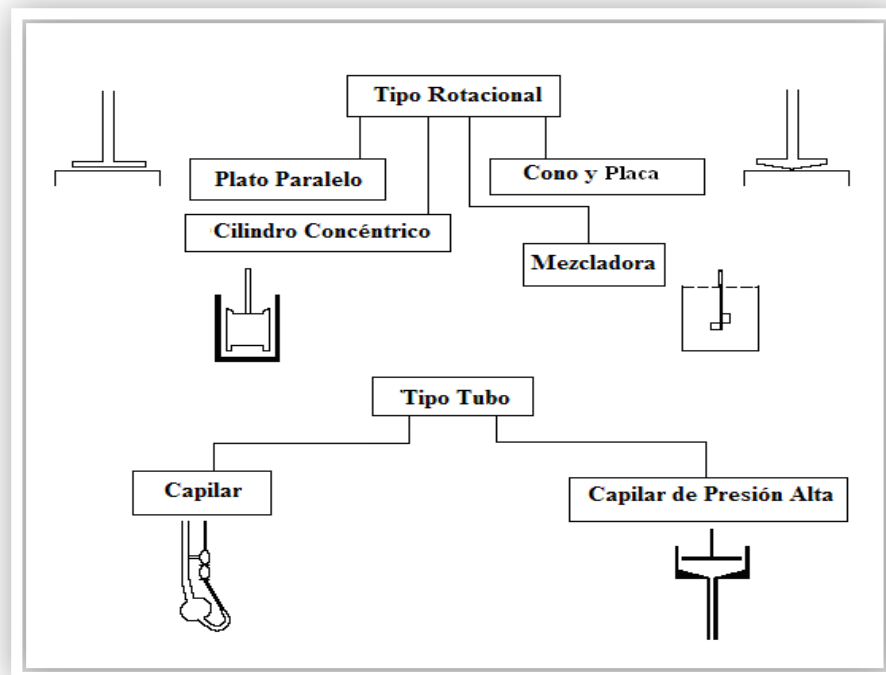 Tipo Rotacional
Plato Paralelo
Cono y Placa
Cilindro Concéntrico
Mezcladora
Tipo Tubo
Capilar
Capilar de Presión Alta